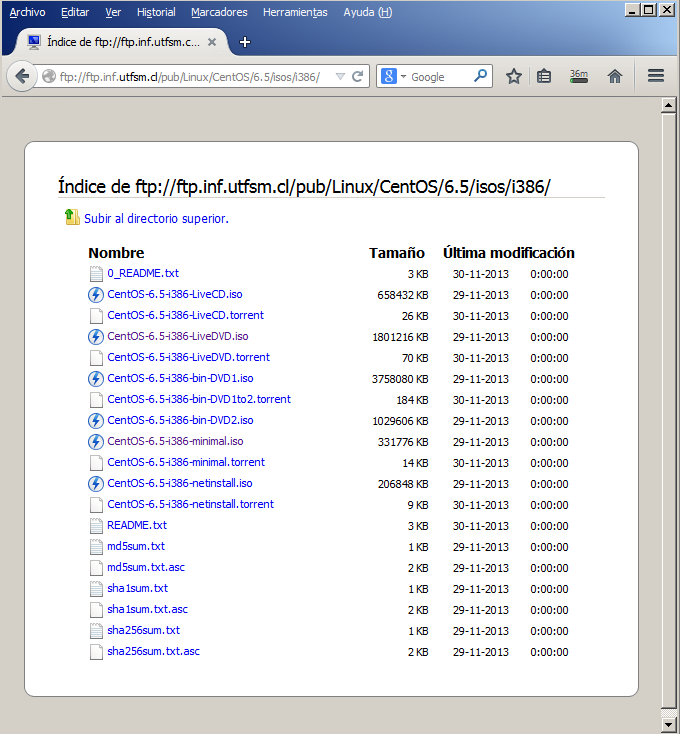 Archivo Editar Ver Historial Marcadores Herramientas Ayuda (H)
Índice de ftp://ftp.inf.utfsm.c...
ftp://ftp.inf.utfsm.cl/pub/Linux/CentOS/6.5/isos/i386/ Google 36m
Índice de ftp://ftp.inf.utfsm.cl/pub/Linux/CentOS/6.5/isos/i386/
Subir al directorio superior.
Nombre Tamaño Última modificación
0_README.txt 3 KB 30-11-2013 0:00:00
CentOS-6.5-i386-LiveCD.iso 658432 KB 29-11-2013 0:00:00
CentOS-6.5-i386-LiveCD.torrent 26 KB 30-11-2013 0:00:00
CentOS-6.5-i386-LiveDVD.iso 1801216 KB 29-11-2013 0:00:00
CentOS-6.5-i386-LiveDVD.torrent 70 KB 30-11-2013 0:00:00
CentOS-6.5-i386-bin-DVD1.iso 3758080 KB 29-11-2013 0:00:00
CentOS-6.5-i386-bin-DVD1to2.torrent 184 KB 30-11-2013 0:00:00
CentOS-6.5-i386-bin-DVD2.iso 1029606 KB 29-11-2013 0:00:00
CentOS-6.5-i386-minimal.iso 331776 KB 29-11-2013 0:00:00
CentOS-6.5-i386-minimal.torrent 14 KB 30-11-2013 0:00:00
CentOS-6.5-i386-netinstall.iso 206848 KB 29-11-2013 0:00:00
CentOS-6.5-i386-netinstall.torrent 9 KB 30-11-2013 0:00:00
README.txt 3 KB 30-11-2013 0:00:00
md5sum.txt 1 KB 29-11-2013 0:00:00
md5sum.txt.asc 2 KB 29-11-2013 0:00:00
sha1sum.txt 1 KB 29-11-2013 0:00:00
sha1sum.txt.asc 2 KB 29-11-2013 0:00:00
sha256sum.txt 1 KB 29-11-2013 0:00:00
sha256sum.txt.asc 2 KB 29-11-2013 0:00:00